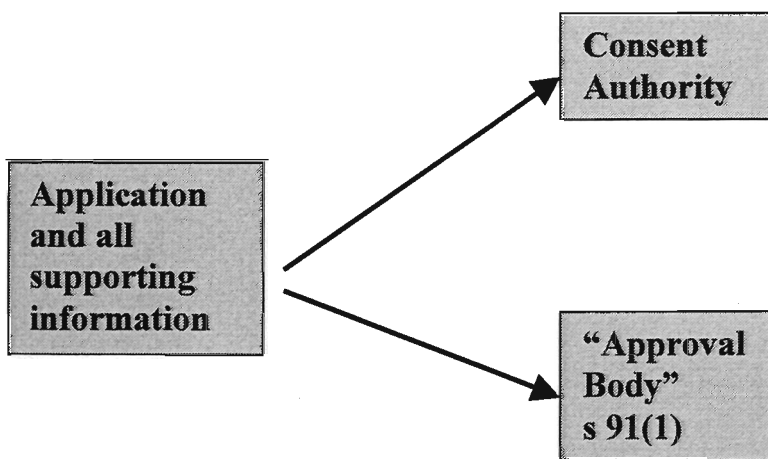 Consent
Authority
Application
and all
supporting
information
“Approval
Body”
s 91(1)